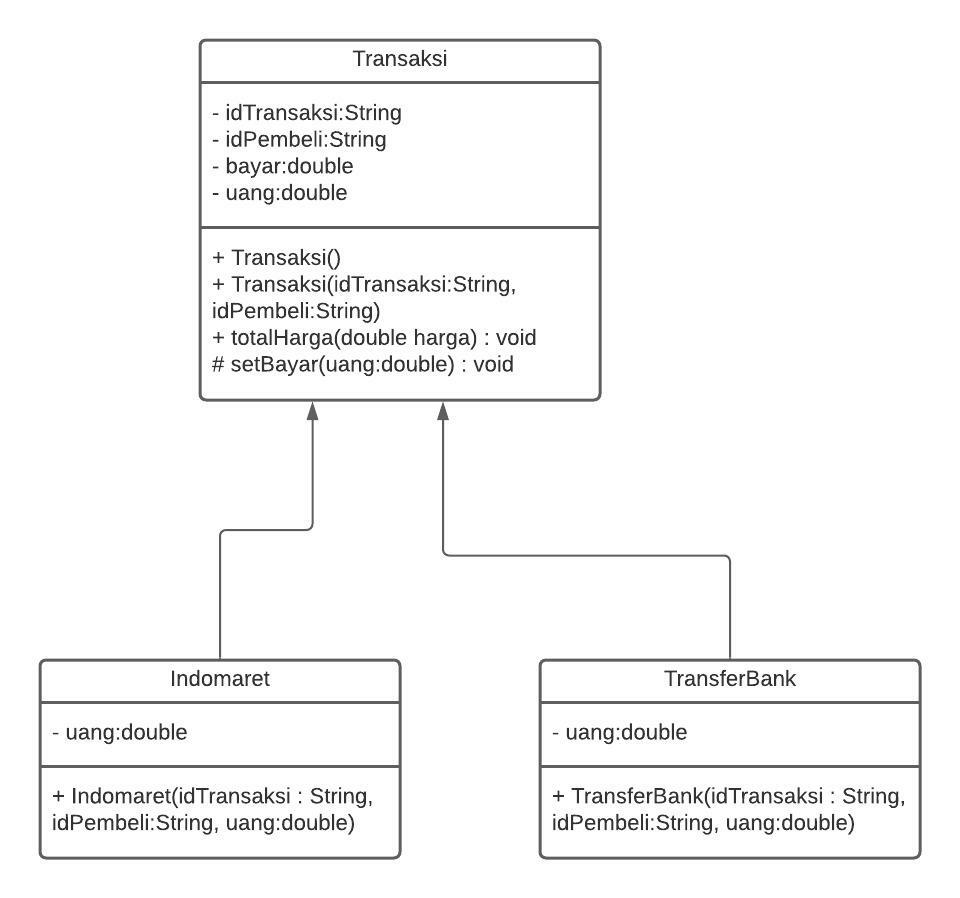 Transaksi
- idTransaksi:String
- idPembeli:String
- bayar:double
- uang:double
+ Transaksi()
+ Transaksi(idTransaksi:String,
idPembeli:String)
+ totalHarga(double harga) : void
# setBayar(uang:double) : void
Indomaret
- uang:double
+ Indomaret(idTransaksi : String,
idPembeli:String, uang:double)
TransferBank
- uang:double
+ TransferBank(idTransaksi : String,
idPembeli:String, uang:double)